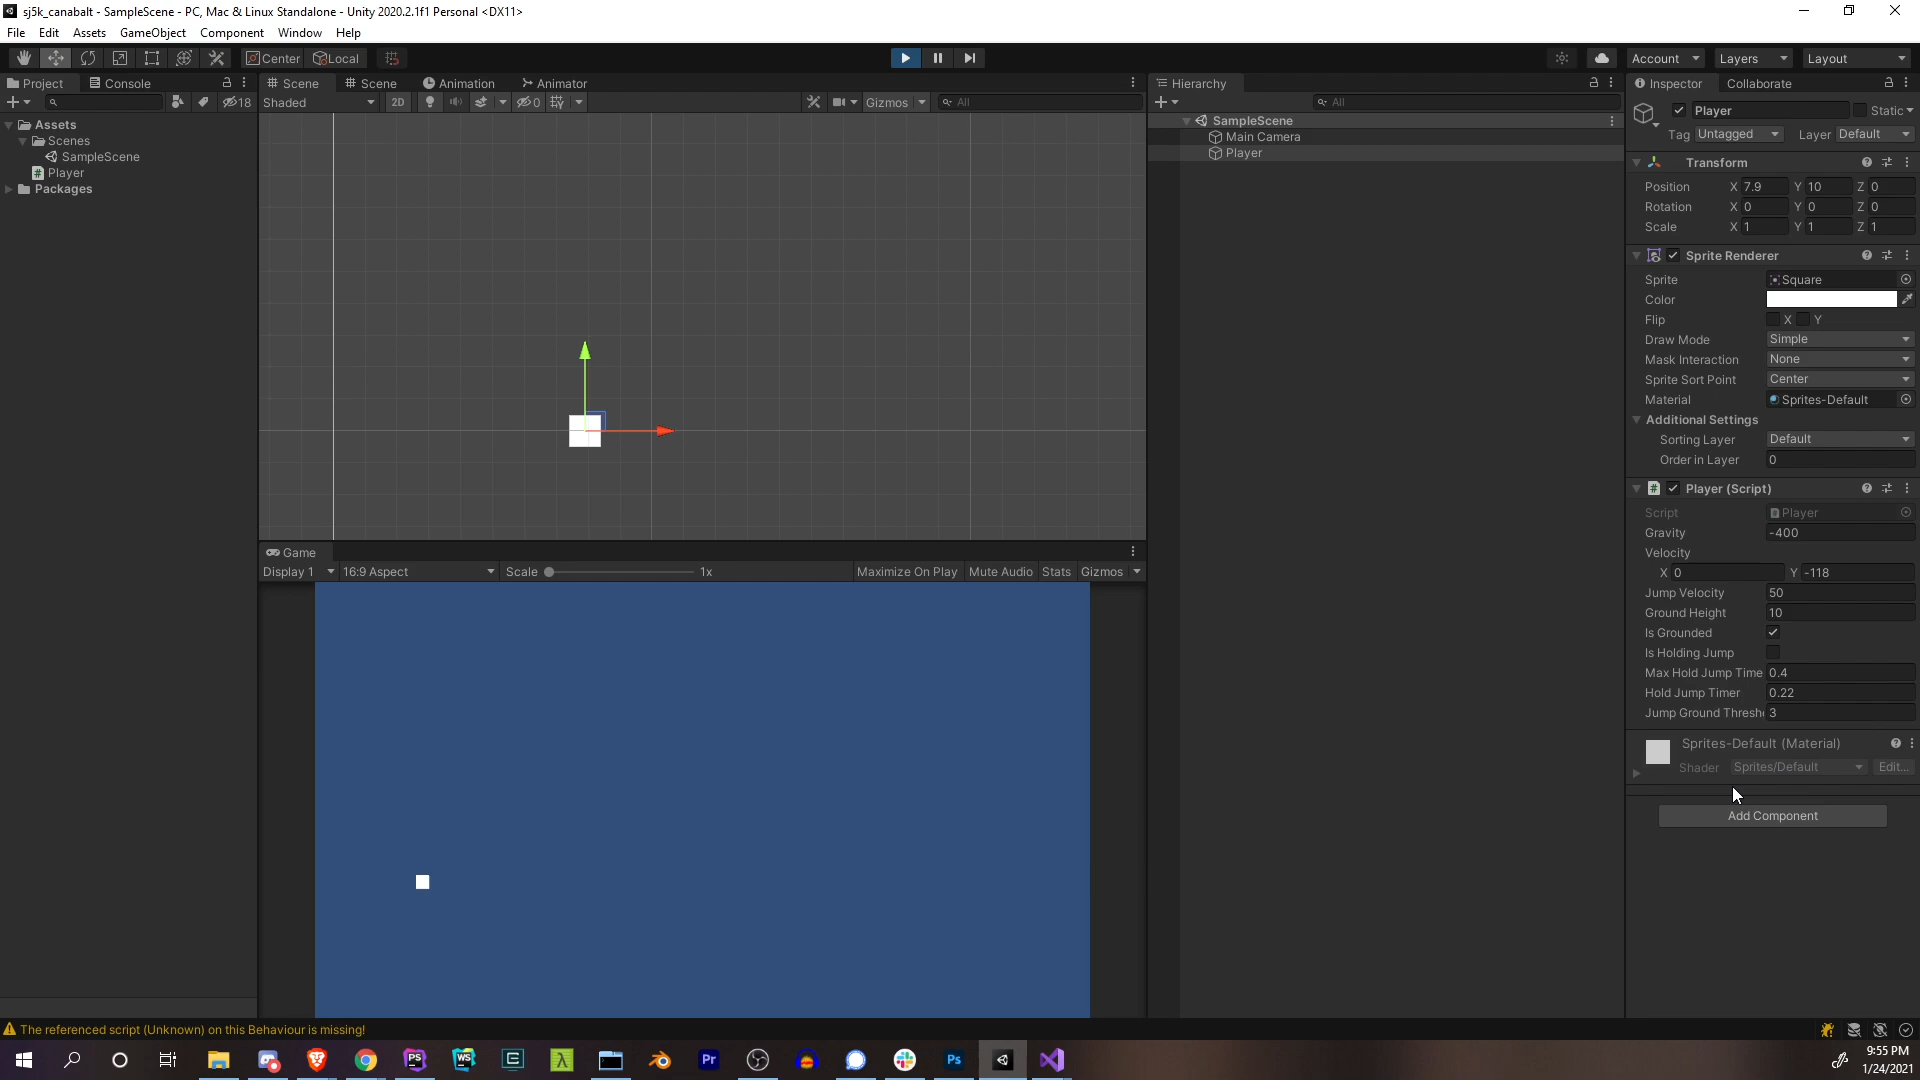 sj5k_canabalt - SampleScene - PC, Mac & Linux Standalone - Unity 2020.2.1f1 Personal <DX11>
File Edit Assets GameObject Component Window Help
Center Local Account Layers Layout
Project Console Scene Scene Animation Animator Hierarchy Inspector Collaborate
18 Shaded 2D 0 Gizmos All All
Assets
Scenes
SampleScene
Player
Packages
SampleScene
Main Camera
Player
Player Static
Tag Untagged Layer Default
Transform
Position X 7.9 Y 10 Z 0
Rotation X 0 Y 0 Z 0
Scale X 1 Y 1 Z 1
Sprite Renderer
Sprite Square
Color
Flip X Y
Draw Mode Simple
Mask Interaction None
Sprite Sort Point Center
Material Sprites-Default
Additional Settings
Sorting Layer Default
Order in Layer 0
# Player (Script)
Script Player
Gravity -400
Velocity
X 0 Y -118
Jump Velocity 50
Ground Height 10
Is Grounded
Is Holding Jump
Max Hold Jump Time 0.4
Hold Jump Timer 0.22
Jump Ground Thresh 3
Sprites-Default (Material)
Shader Sprites/Default Edit...
Add Component
Game
Display 1 16:9 Aspect Scale 1x Maximize On Play Mute Audio Stats Gizmos
The referenced script (Unknown) on this Behaviour is missing!
PS WS Pr Ps
9:55 PM
1/24/2021